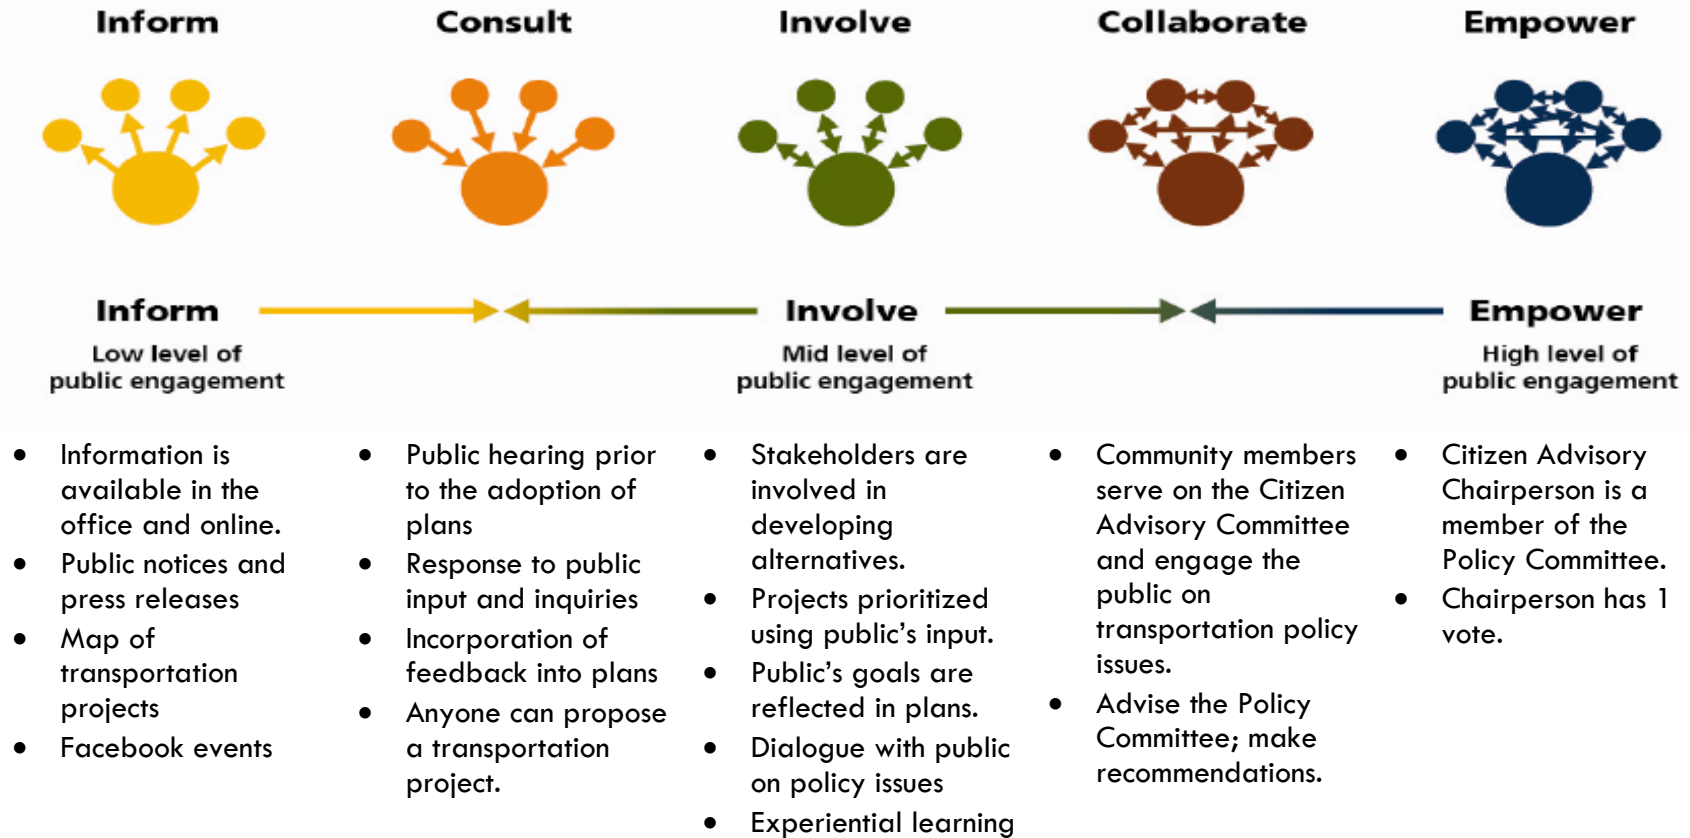 Inform
Consult
Involve
Collaborate
Empower
Inform
Low level of
public engagement
Involve
Mid level of
public engagement
Empower
High level of
public engagement
• Information is
available in the
office and online.
• Public notices and
press releases
• Map of
transportation
projects
• Facebook events
• Public hearing prior
to the adoption of
plans
• Response to public
input and inquiries
• Incorporation of
feedback into plans
• Anyone can propose
a transportation
project.
• Stakeholders are
involved in
developing
alternatives.
• Projects prioritized
using public’s input.
• Public’s goals are
reflected in plans.
• Dialogue with public
on policy issues
• Experiential learning
• Community members
serve on the Citizen
Advisory Committee
and engage the
public on
transportation policy
issues.
• Advise the Policy
Committee; make
recommendations.
• Citizen Advisory
Chairperson is a
member of the
Policy Committee.
• Chairperson has 1
vote.